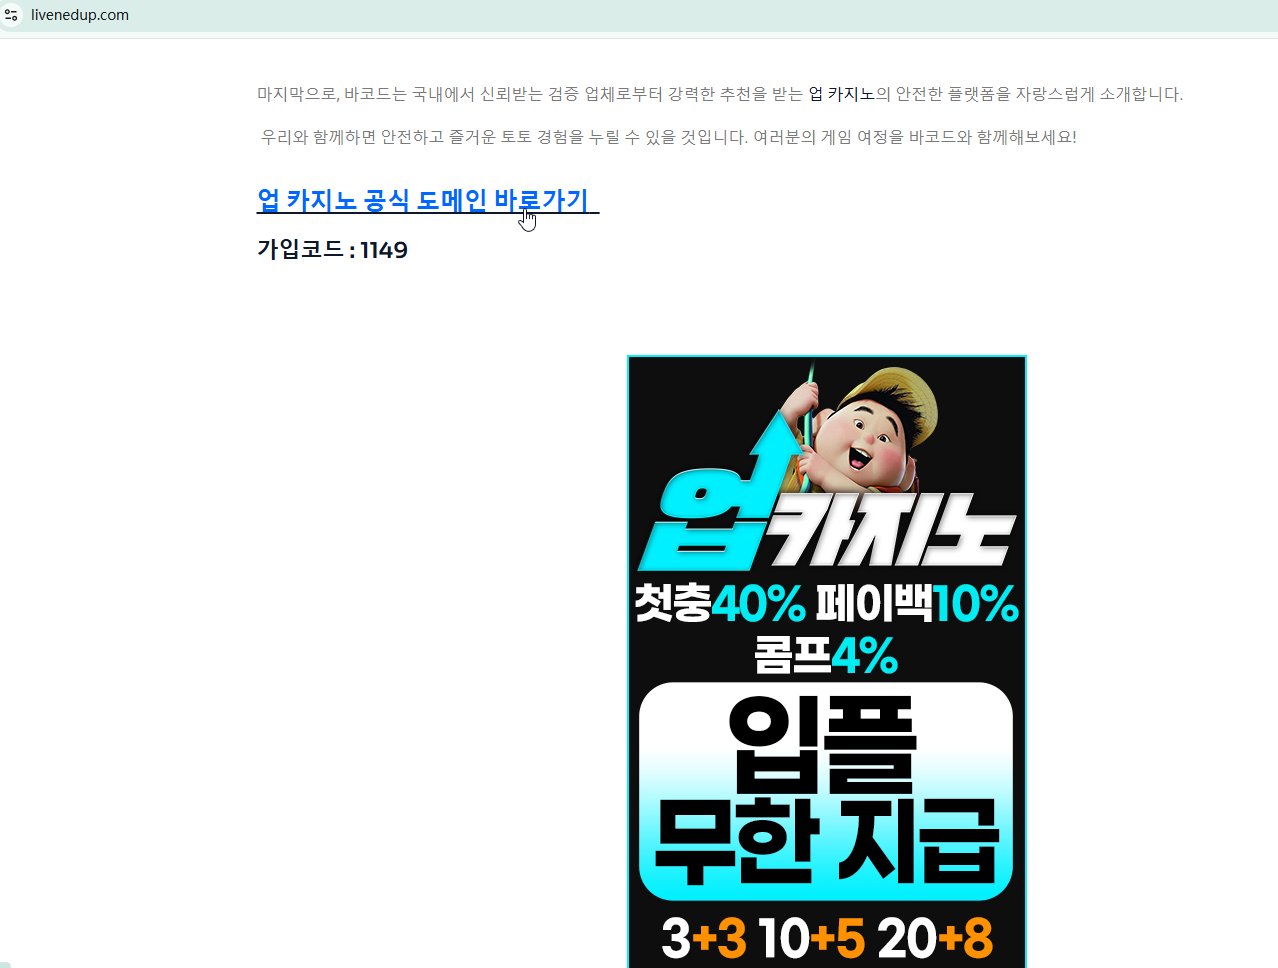 livenedup.com
마지막으로, 바코드는 국내에서 신뢰받는 검증 업체로부터 강력한 추천을 받는 업 카지노의 안전한 플랫폼을 자랑스럽게 소개합니다.
우리와 함께하면 안전하고 즐거운 토토 경험을 누릴 수 있을 것입니다. 여러분의 게임 여정을 바코드와 함께해보세요!
업 카지노 공식 도메인 바로가기
가입코드 : 1149
업카지노
첫충40% 페이백10%
콤프4%
입플
무한 지급
3+3 10+5 20+8